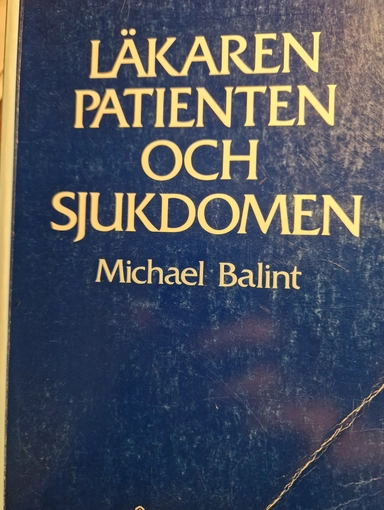 LÄKAREN
PATIENTEN
OCH
SJUKDOMEN
Michael Balint